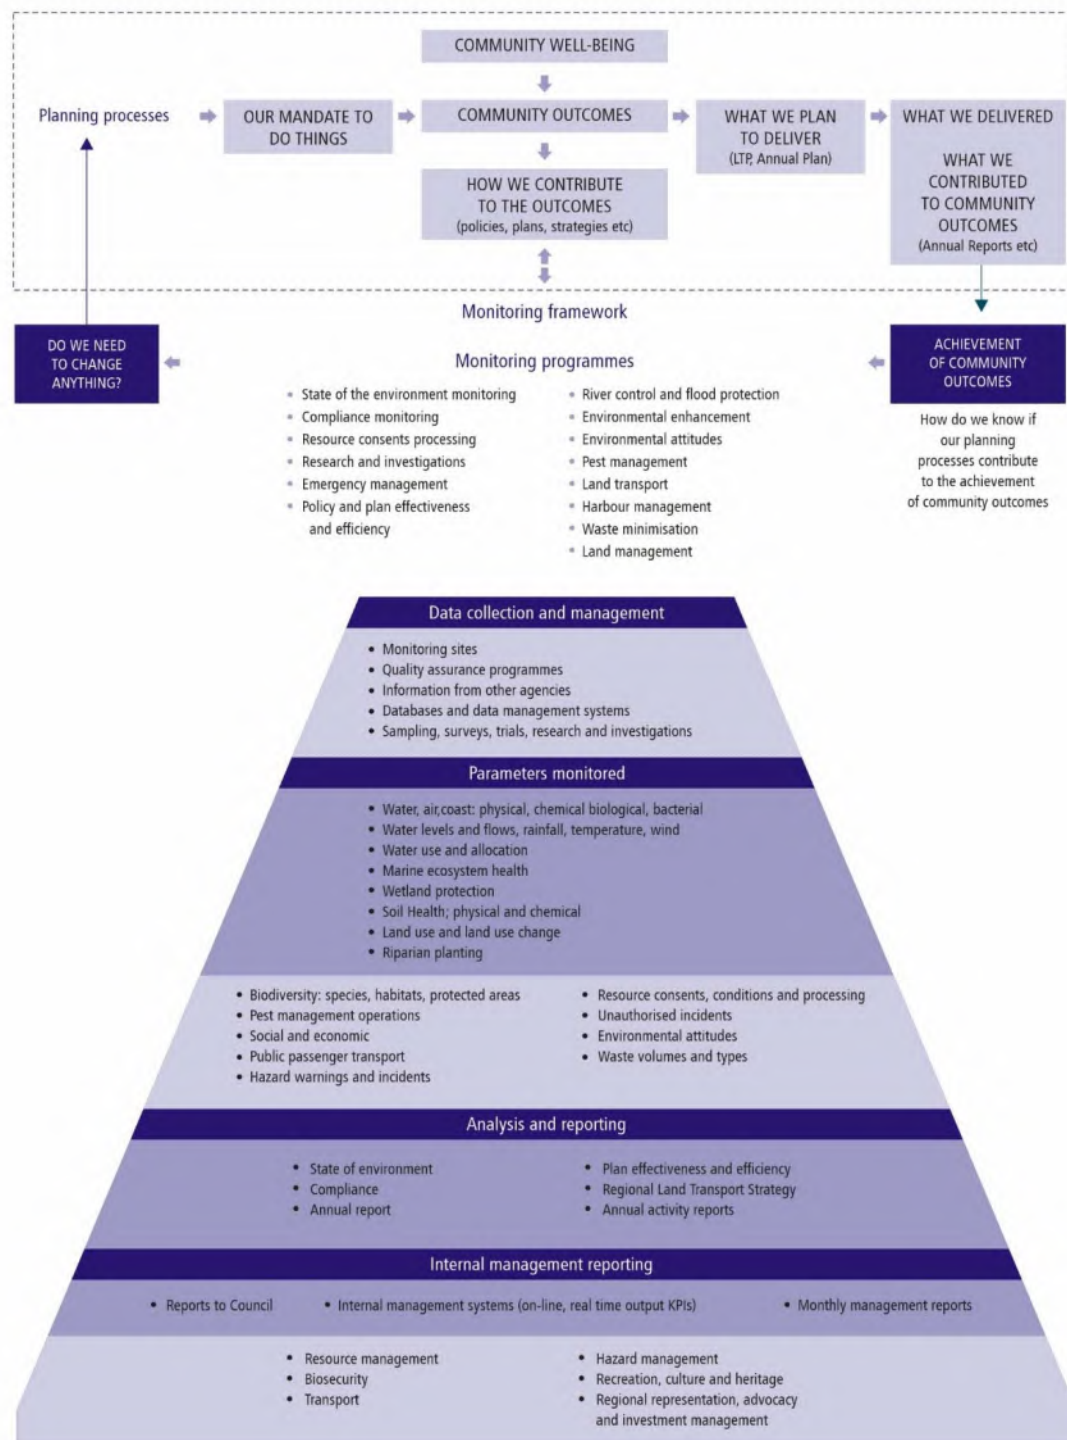 COMMUNITY WELL-BEING
Planning processes
OUR MANDATE TO
DO THINGS
COMMUNITY OUTCOMES
WHAT WE PLAN
TO DELIVER
(LTP, Annual Plan)
WHAT WE DELIVERED
WHAT WE
CONTRIBUTED
TO COMMUNITY
OUTCOMES
(Annual Reports etc)
HOW WE CONTRIBUTE
TO THE OUTCOMES
(policies, plans, strategies etc)
Monitoring framework
DO WE NEED
TO CHANGE
ANYTHING?
Monitoring programmes
• State of the environment monitoring
• Compliance monitoring
• Resource consents processing
• Research and investigations
• Emergency management
• Policy and plan effectiveness
and efficiency
• River control and flood protection
• Environmental enhancement
• Environmental attitudes
• Pest management
• Land transport
• Harbour management
• Waste minimisation
• Land management
ACHIEVEMENT
OF COMMUNITY
OUTCOMES
How do we know if
our planning
processes contribute
to the achievement
of community outcomes
Data collection and management
• Monitoring sites
• Quality assurance programmes
• Information from other agencies
• Databases and data management systems
• Sampling, surveys, trials, research and investigations
Parameters monitored
• Water, air,coast: physical, chemical biological, bacterial
• Water levels and flows, rainfall, temperature, wind
• Water use and allocation
• Marine ecosystem health
• Wetland protection
• Soil Health; physical and chemical
• Land use and land use change
• Riparian planting
• Biodiversity: species, habitats, protected areas
• Pest management operations
• Social and economic
• Public passenger transport
• Hazard warnings and incidents
• Resource consents, conditions and processing
• Unauthorised incidents
• Environmental attitudes
• Waste volumes and types
Analysis and reporting
• State of environment
• Compliance
• Annual report
• Plan effectiveness and efficiency
• Regional Land Transport Strategy
• Annual activity reports
Internal management reporting
• Reports to Council
• Internal management systems (on-line, real time output KPIs)
• Monthly management reports
• Resource management
• Biosecurity
• Transport
• Hazard management
• Recreation, culture and heritage
• Regional representation, advocacy
and investment management